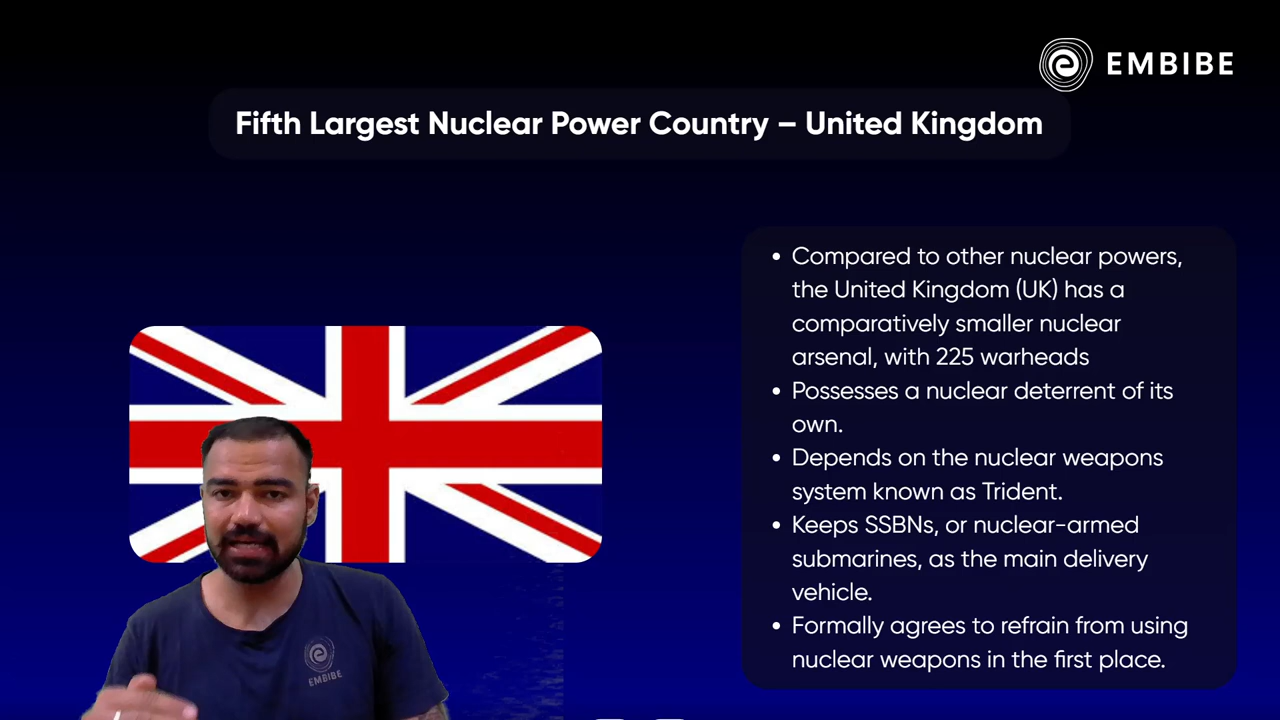 EMBIBE
Fifth Largest Nuclear Power Country – United Kingdom
• Compared to other nuclear powers,
the United Kingdom (UK) has a
comparatively smaller nuclear
arsenal, with 225 warheads
• Possesses a nuclear deterrent of its
own.
• Depends on the nuclear weapons
system known as Trident.
• Keeps SSBNs, or nuclear-armed
submarines, as the main delivery
vehicle.
• Formally agrees to refrain from using
nuclear weapons in the first place.
EMBIBE